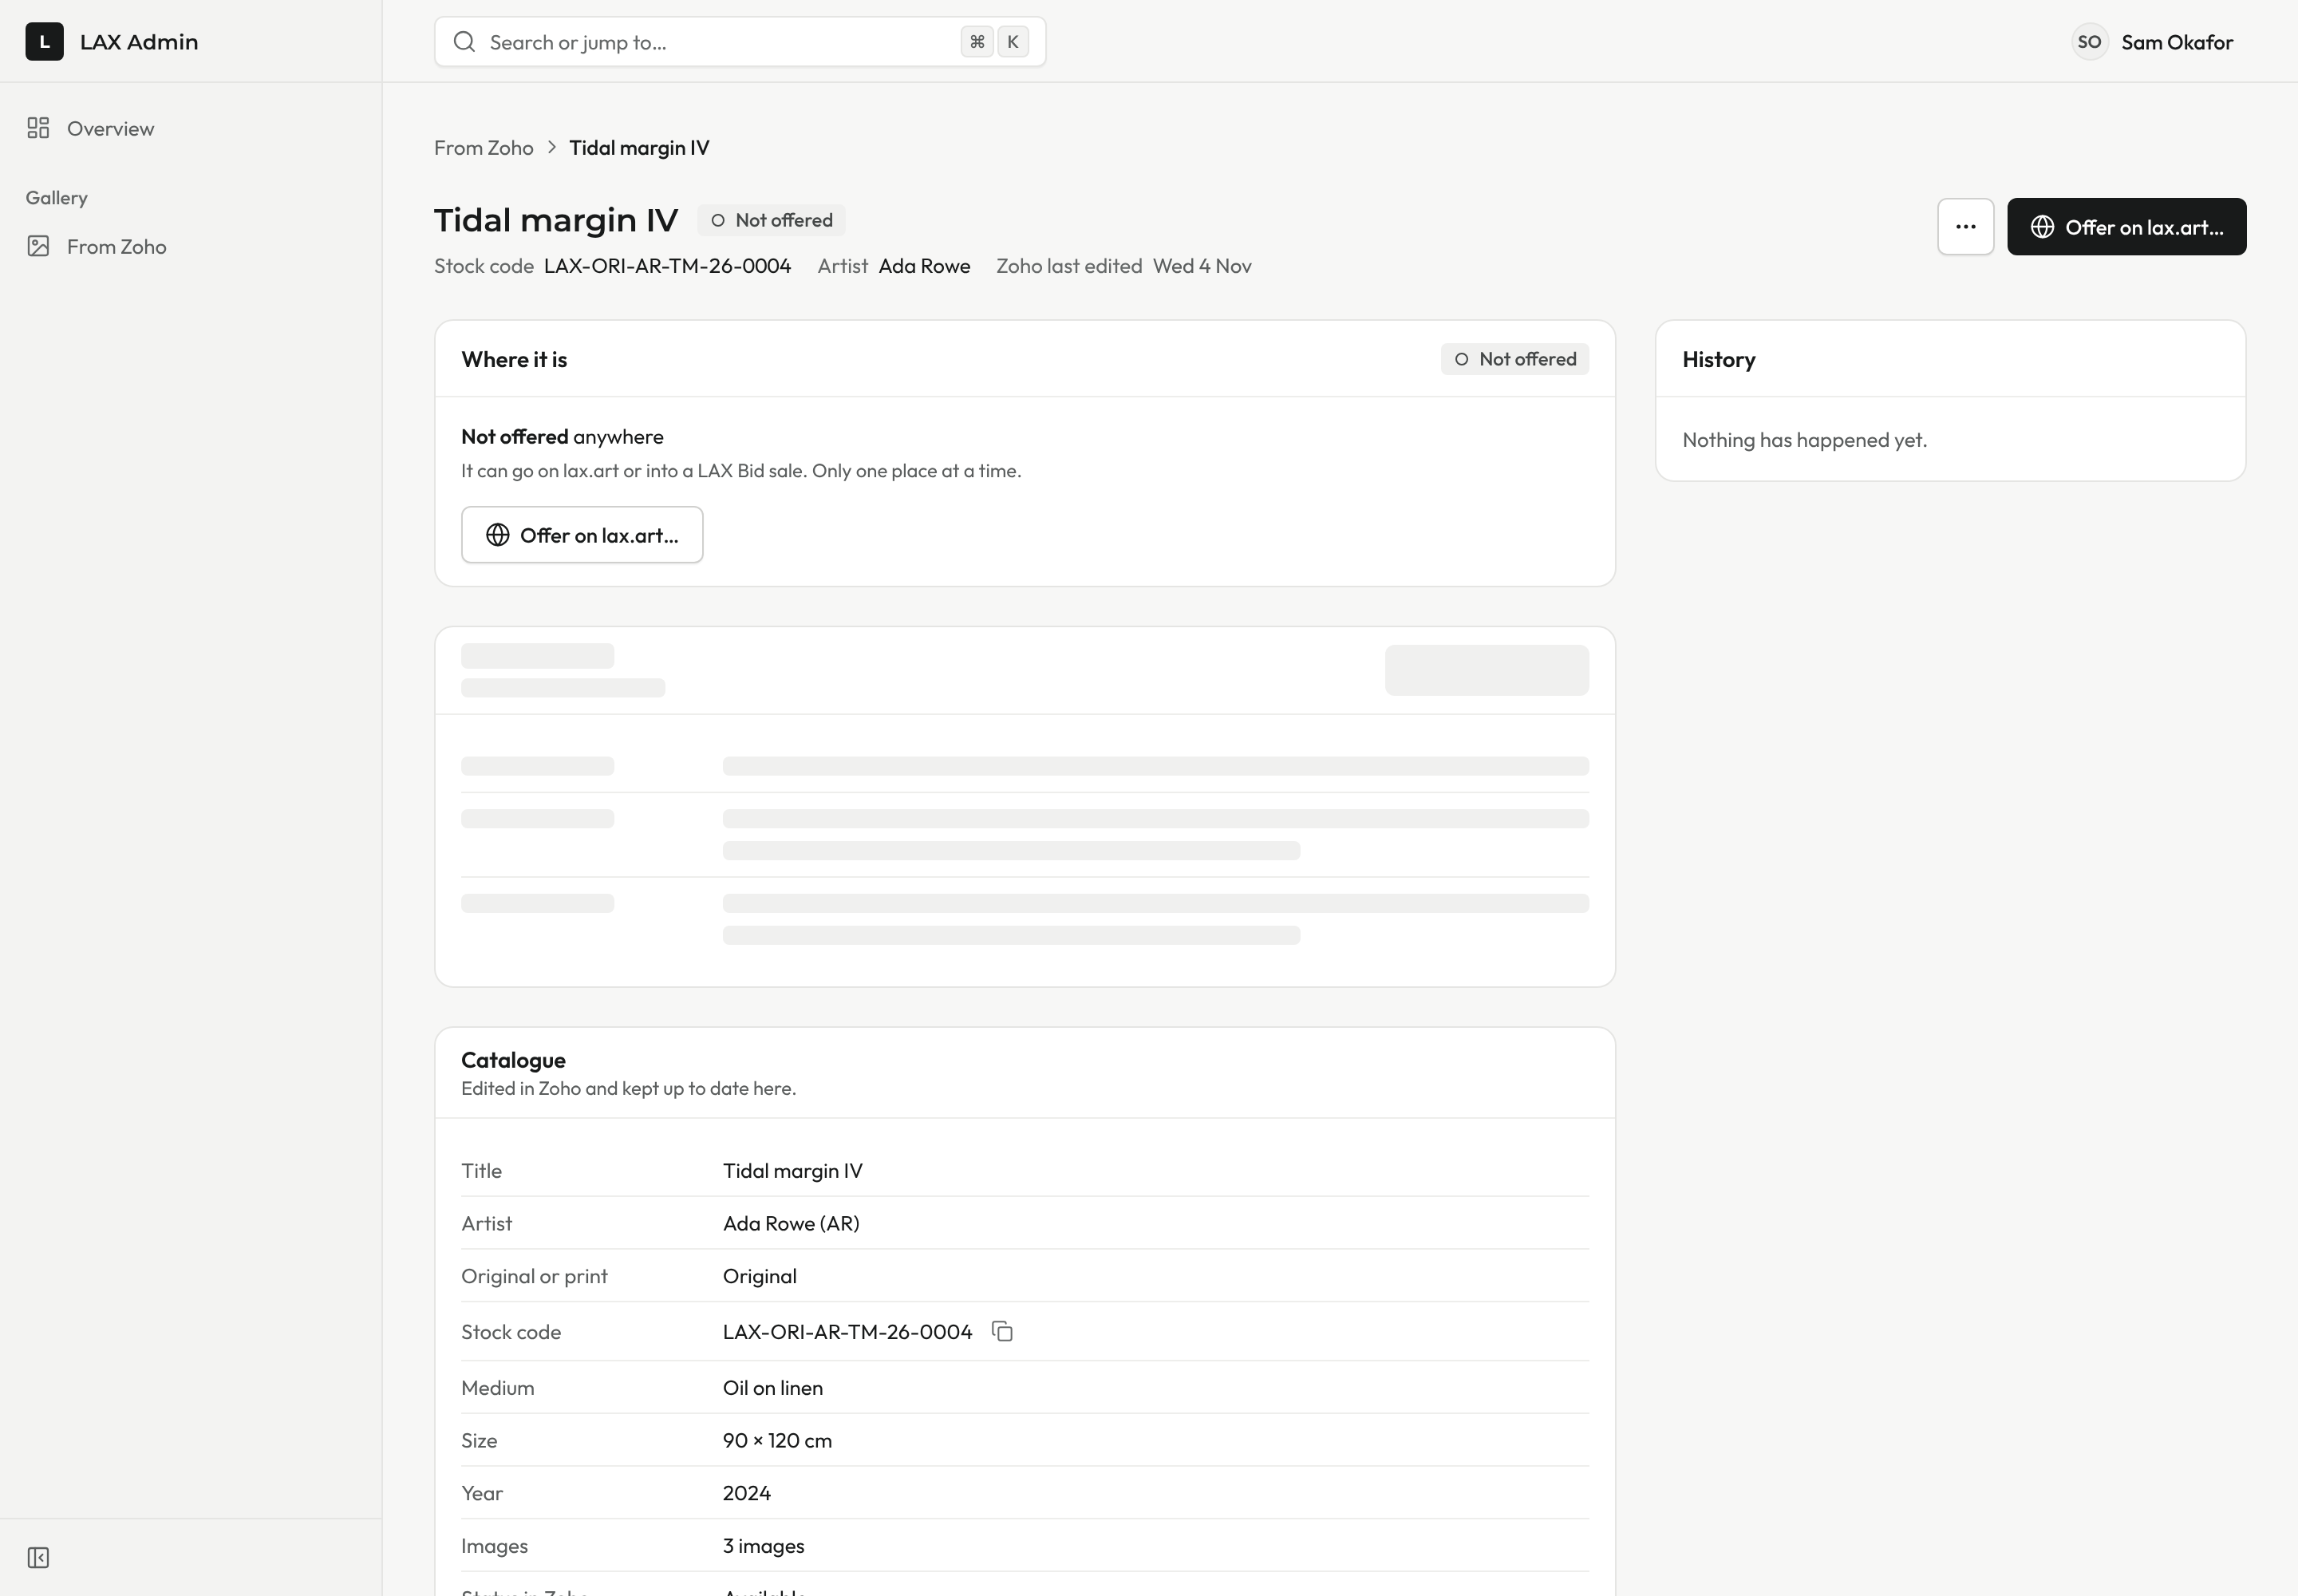 L LAX Admin
Search or jump to...
⌘ K
SO Sam Okafor
Overview
Gallery
From Zoho
From Zoho > Tidal margin IV
Tidal margin IV
Not offered
Offer on lax.art...
Stock code LAX-ORI-AR-TM-26-0004 Artist Ada Rowe Zoho last edited Wed 4 Nov
Where it is
Not offered
Not offered anywhere
It can go on lax.art or into a LAX Bid sale. Only one place at a time.
Offer on lax.art...
History
Nothing has happened yet.
Catalogue
Edited in Zoho and kept up to date here.
Title Tidal margin IV
Artist Ada Rowe (AR)
Original or print Original
Stock code LAX-ORI-AR-TM-26-0004
Medium Oil on linen
Size 90 × 120 cm
Year 2024
Images 3 images